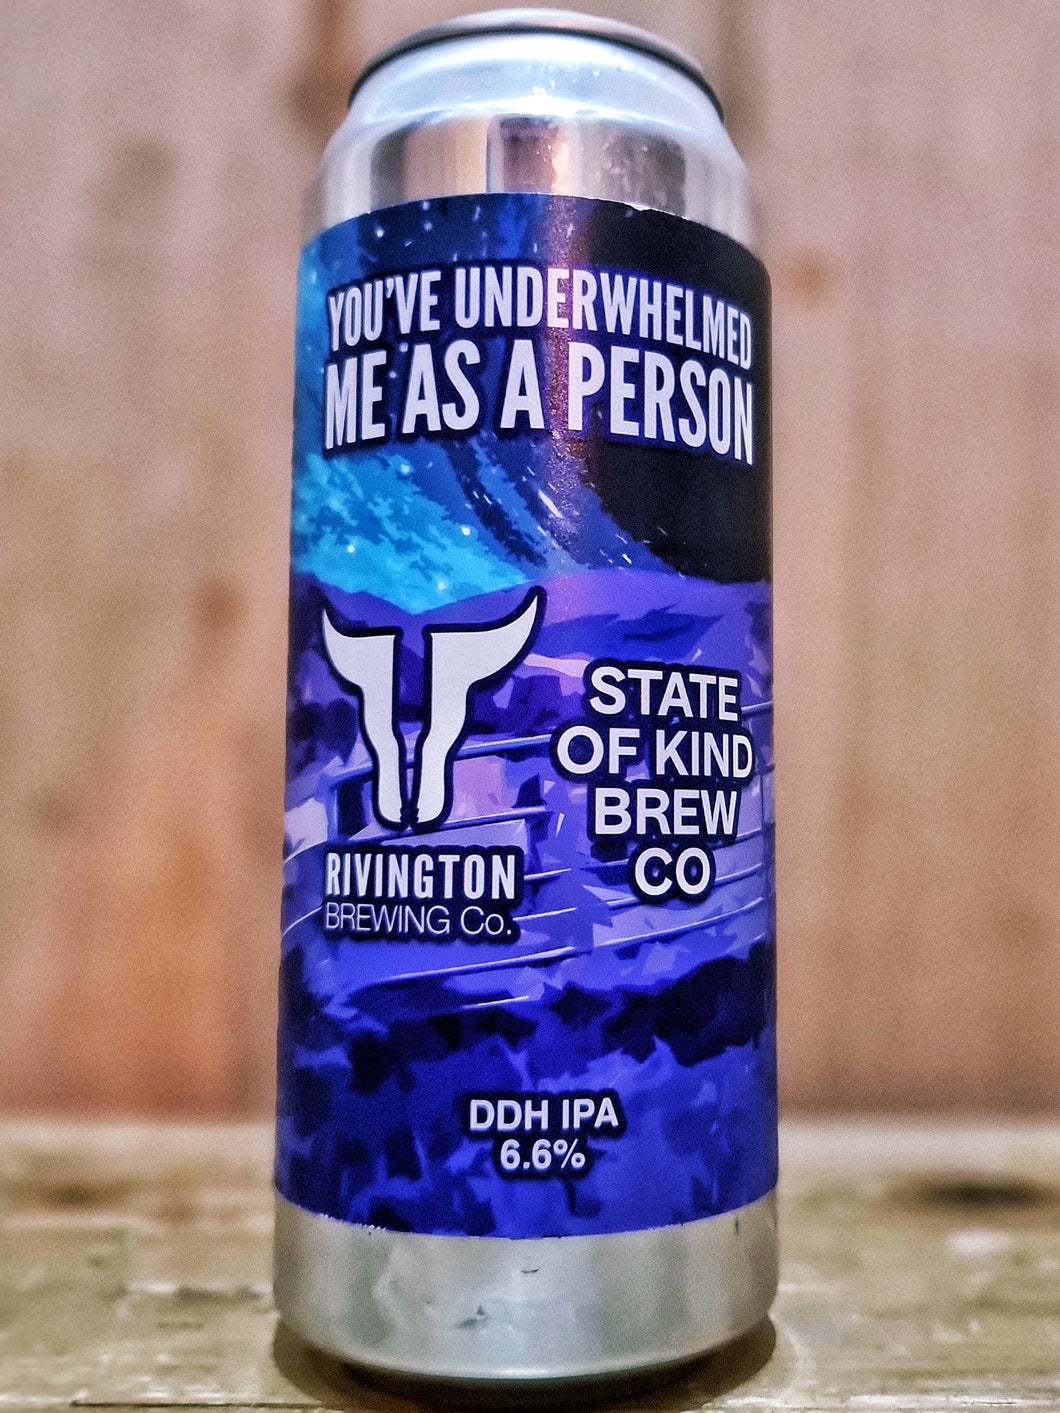 YOU'VE UNDERWHELMED
ME AS A PERSON
RIVINGTON
BREWING Co.
STATE
OF KIND
BREW
CO
DDH IPA
6.6%